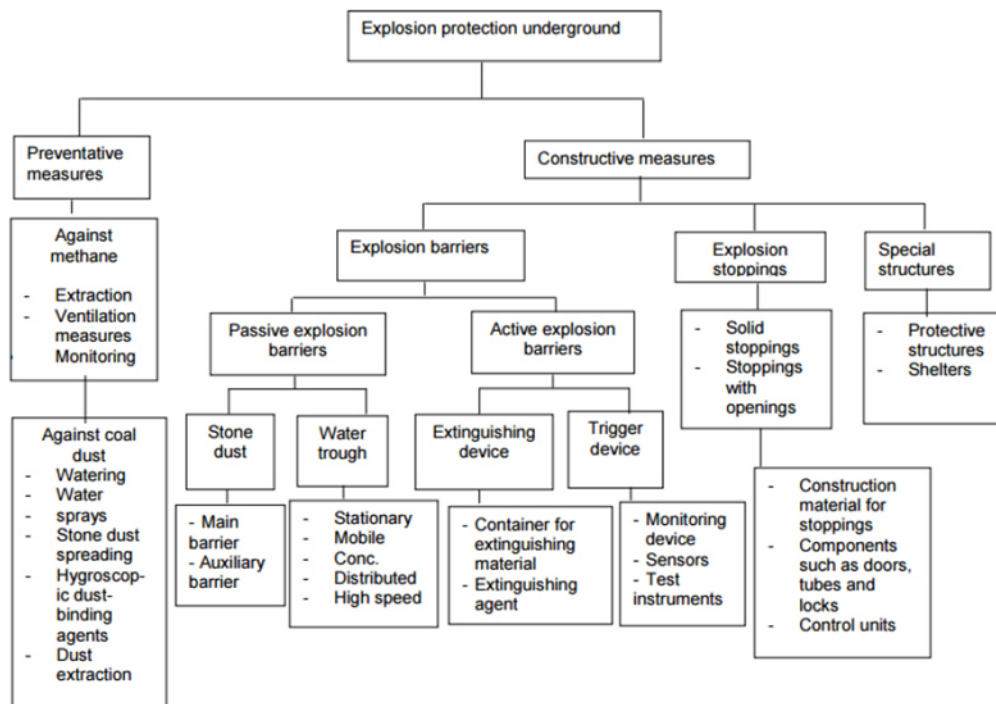 Explosion protection underground
Preventative
measures
Constructive measures
Against
methane
- Extraction
- Ventilation
measures
- Monitoring
Explosion barriers
Explosion
stoppings
Special
structures
Passive explosion
barriers
Active explosion
barriers
- Solid
stoppings
- Stoppings
with
openings
- Protective
structures
- Shelters
Against coal
dust
- Watering
- Water
- sprays
- Stone dust
spreading
- Hygroscop-
ic dust-
binding
agents
- Dust
extraction
Stone
dust
Water
trough
Extinguishing
device
Trigger
device
- Main
barrier
- Auxiliary
barrier
- Stationary
- Mobile
- Conc.
- Distributed
- High speed
- Container for
extinguishing
material
- Extinguishing
agent
- Monitoring
device
- Sensors
- Test
instruments
- Construction
material for
stoppings
- Components
such as doors,
tubes and
locks
- Control units